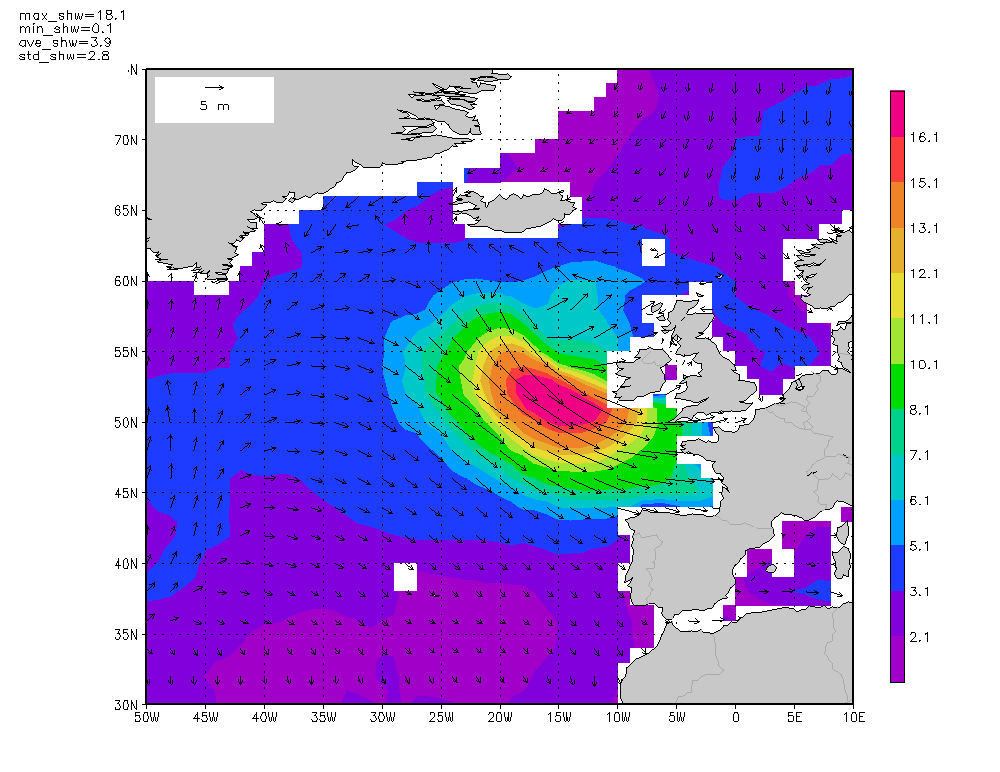 max_shw=18.1
min_shw=0.1
ave_shw=3.9
std_shw=2.8
N
5 m
70N
65N
60N
55N
50N
45N
40N
35N
30N
50W 45W 40W 35W 30W 25W 20W 15W 10W 5W 0 5E 10E
16.1
15.1
13.1
12.1
11.1
10.1
8.1
7.1
6.1
5.1
3.1
2.1